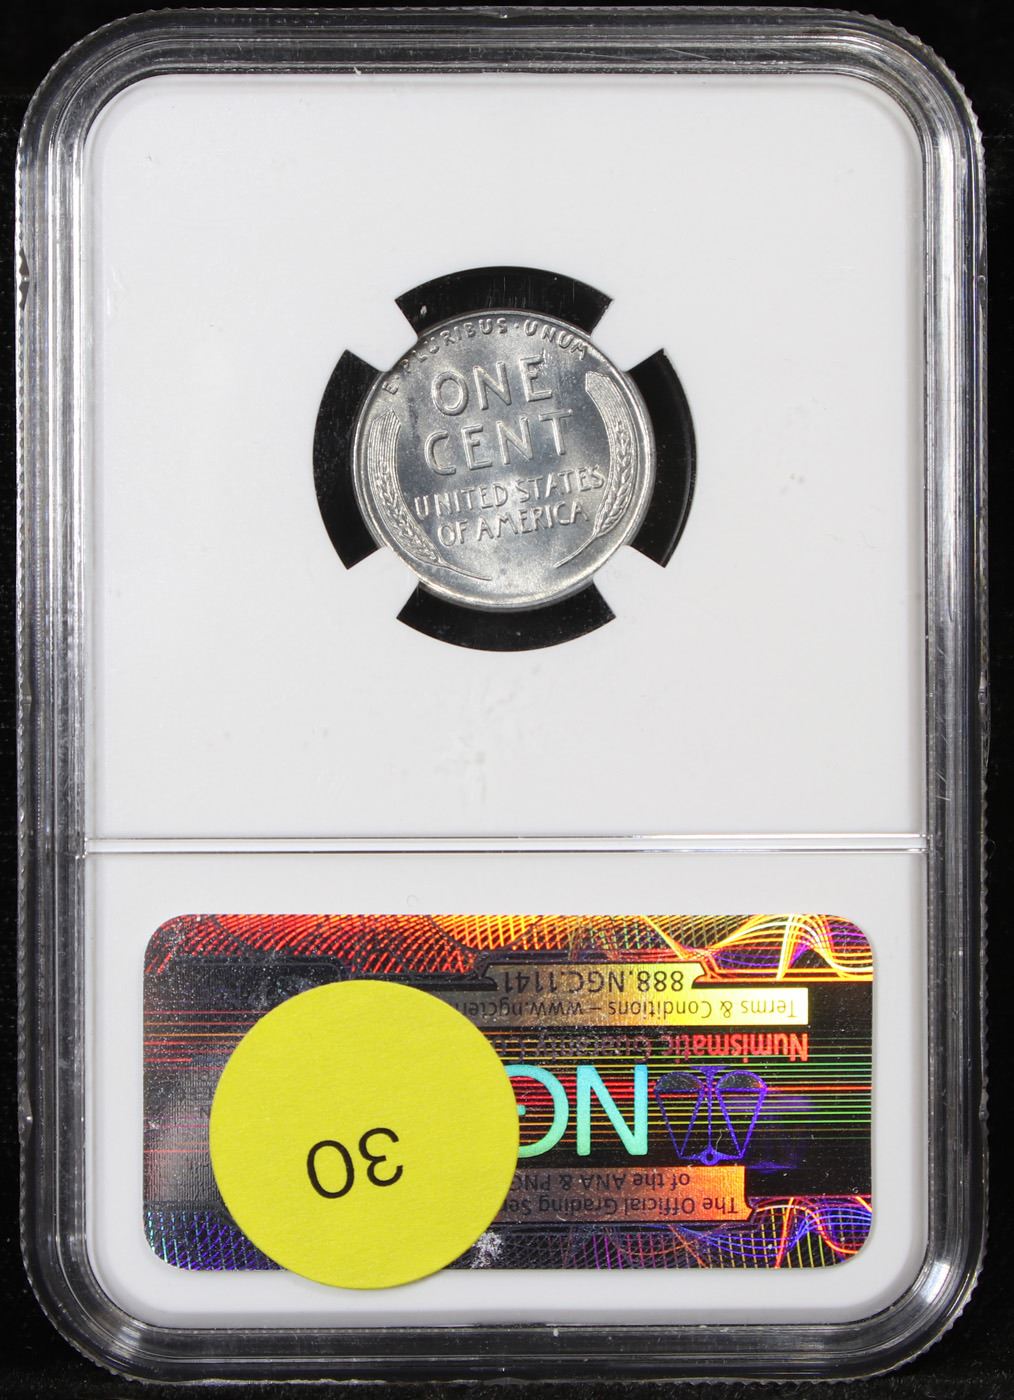 E · PLURIBUS · UNUM
ONE
CENT
UNITED STATES
OF AMERICA
The Official Grading
of the ANA & PNG
NGC
Numismatic Guaranty
Terms & Conditions – www.ngc
888.NGC.1141
30